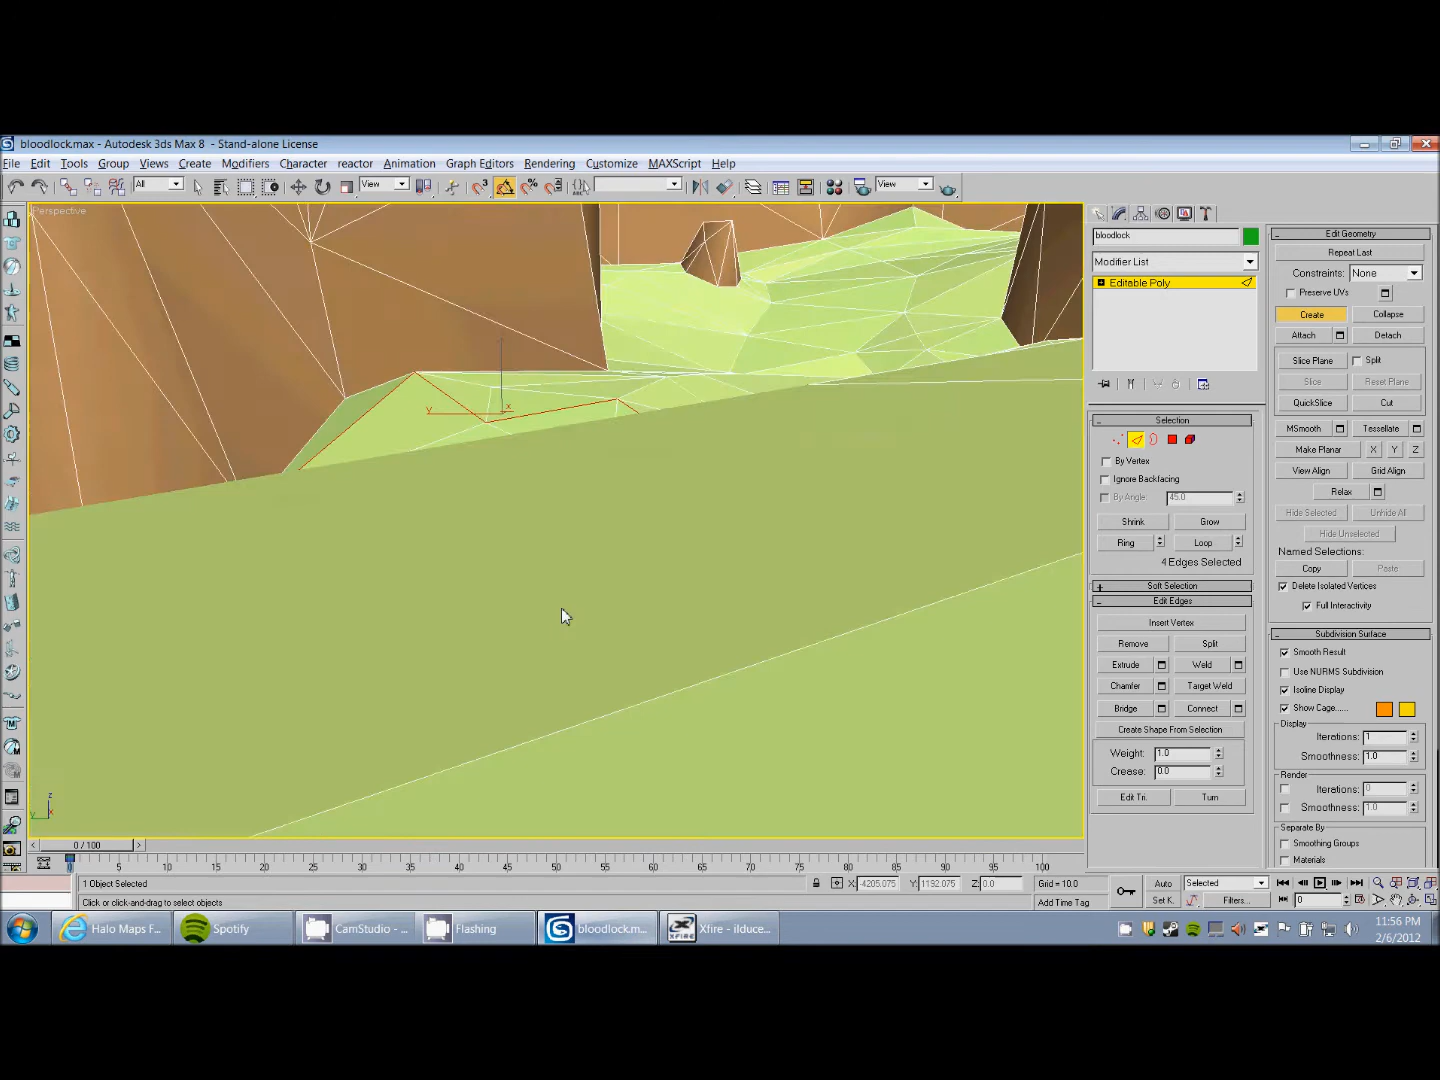 bloodlock.max - Autodesk 3ds Max 8 - Stand-alone License
File Edit Tools Group Views Create Modifiers Character reactor Animation Graph Editors Rendering Customize MAXScript Help
All View View
Perspective
bloodlock
Modifier List
Editable Poly
Selection
By Vertex
Ignore Backfacing
By Angle: 45.0
Shrink Grow
Ring Loop
4 Edges Selected
Soft Selection
Edit Edges
Insert Vertex
Remove Split
Extrude Weld
Chamfer Target Weld
Bridge Connect
Create Shape From Selection
Weight: 1.0
Crease: 0.0
Edit Tri. Turn
Edit Geometry
Repeat Last
Constraints: None
Preserve UVs
Create Collapse
Attach Detach
Slice Plane Split
Slice Reset Plane
QuickSlice Cut
MSmooth Tessellate
Make Planar X Y Z
View Align Grid Align
Relax
Hide Selected Unhide All
Hide Unselected
Named Selections:
Copy Paste
Delete Isolated Vertices
Full Interactivity
Subdivision Surface
Smooth Result
Use NURMS Subdivision
Isoline Display
Show Cage......
Display
Iterations: 1
Smoothness: 1.0
Render
Iterations: 0
Smoothness: 1.0
Separate By
Smoothing Groups
Materials
y x
z
y x
< 0 / 100 >
0 5 10 15 20 25 30 35 40 45 50 55 60 65 70 75 80 85 90 95 100
1 Object Selected X: -4205.075 Y: 1192.075 Z: 0.0 Grid = 10.0 Auto Selected
Click or click-and-drag to select objects Add Time Tag Set K. Filters... 0
Halo Maps F... Spotify CamStudio - ... Flashing bloodlock.m... Xfire - ilduce... 11:56 PM
2/6/2012